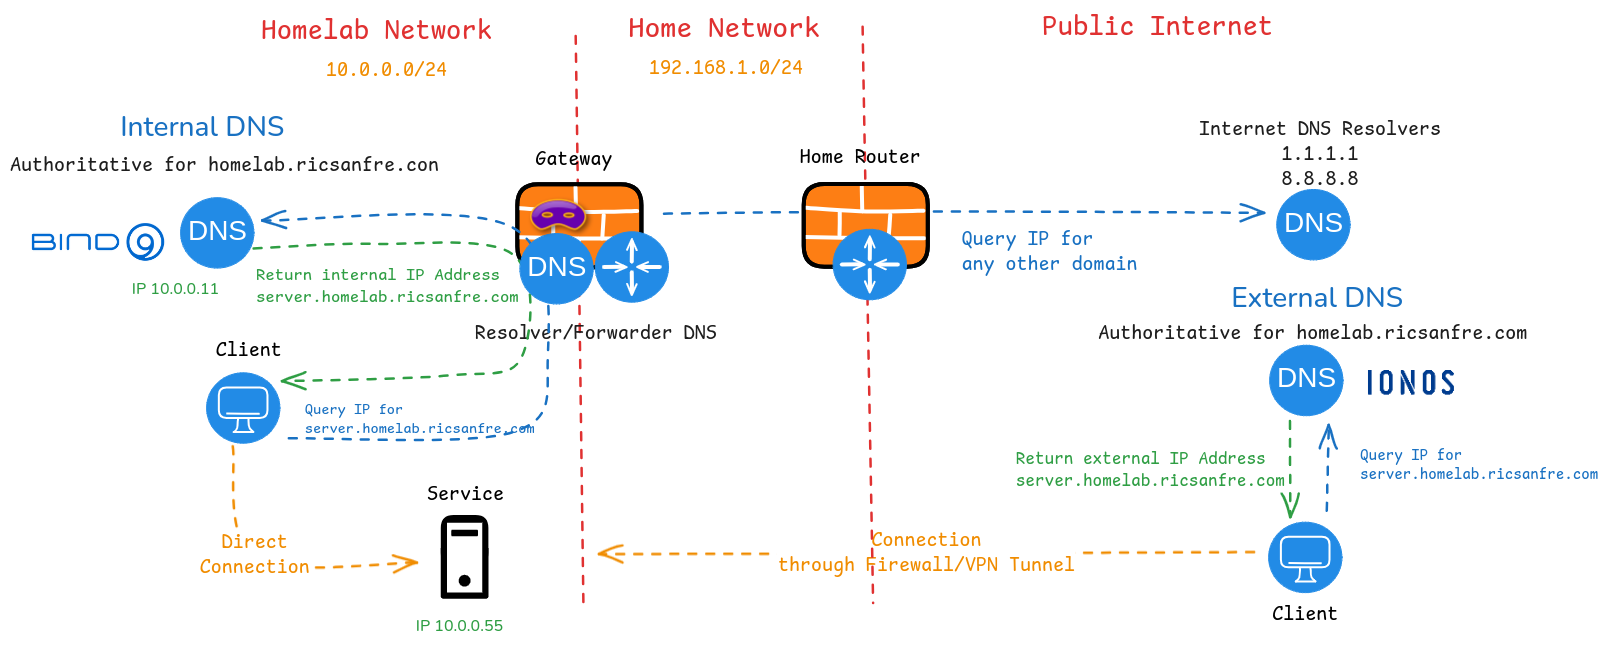 Homelab Network
10.0.0.0/24
Home Network
192.168.1.0/24
Public Internet
Internal DNS
Authoritative for homelab.ricsanfre.con
DNS
BIND 9
IP 10.0.0.11
Return internal IP Address
server.homelab.ricsanfre.com
Gateway
DNS
Resolver/Forwarder DNS
Home Router
Query IP for
any other domain
Internet DNS Resolvers
1.1.1.1
8.8.8.8
DNS
External DNS
Authoritative for homelab.ricsanfre.com
DNS
IONOS
Client
Query IP for
server.homelab.ricsanfre.com
Return external IP Address
server.homelab.ricsanfre.com
Query IP for
server.homelab.ricsanfre.com
Direct
Connection
Service
IP 10.0.0.55
Connection
through Firewall/VPN Tunnel
Client